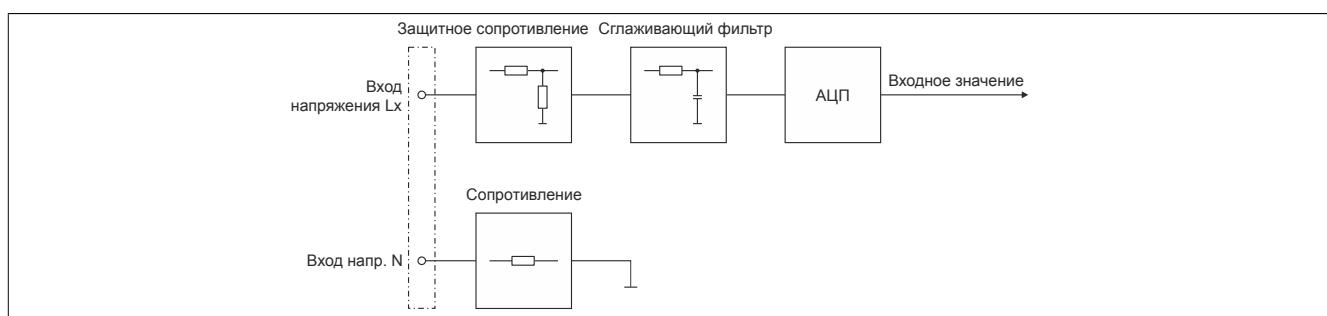 Защитное сопротивление
Сглаживающий фильтр
Вход
напряжения Lx
АЦП
Входное значение
Сопротивление
Вход напр. N